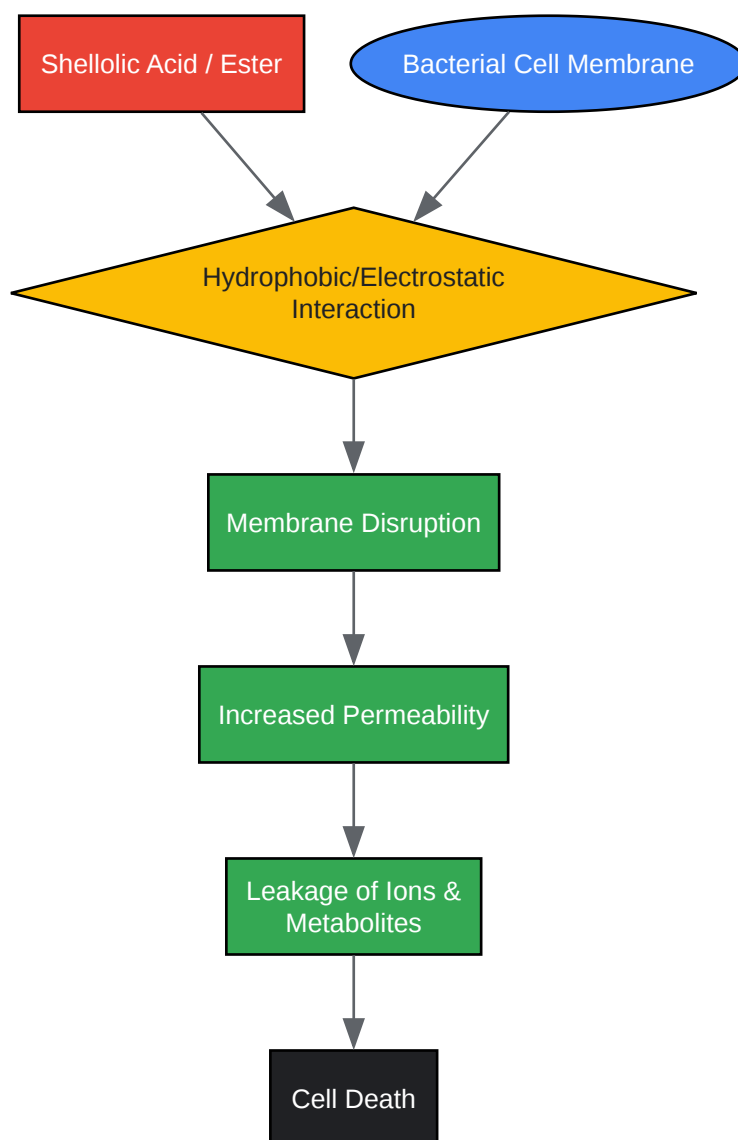 Shellolic Acid / Ester
Bacterial Cell Membrane
Hydrophobic/Electrostatic
Interaction
Membrane Disruption
Increased Permeability
Leakage of Ions &
Metabolites
Cell Death